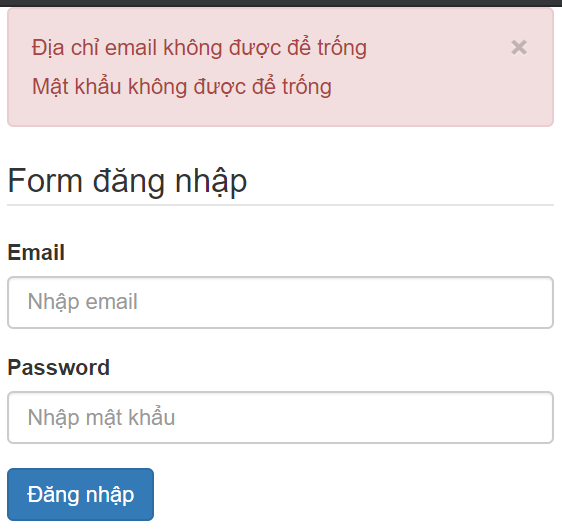 Địa chỉ email không được để trống
×
Mật khẩu không được để trống
Form đăng nhập
Email
Nhập email
Password
Nhập mật khẩu
Đăng nhập